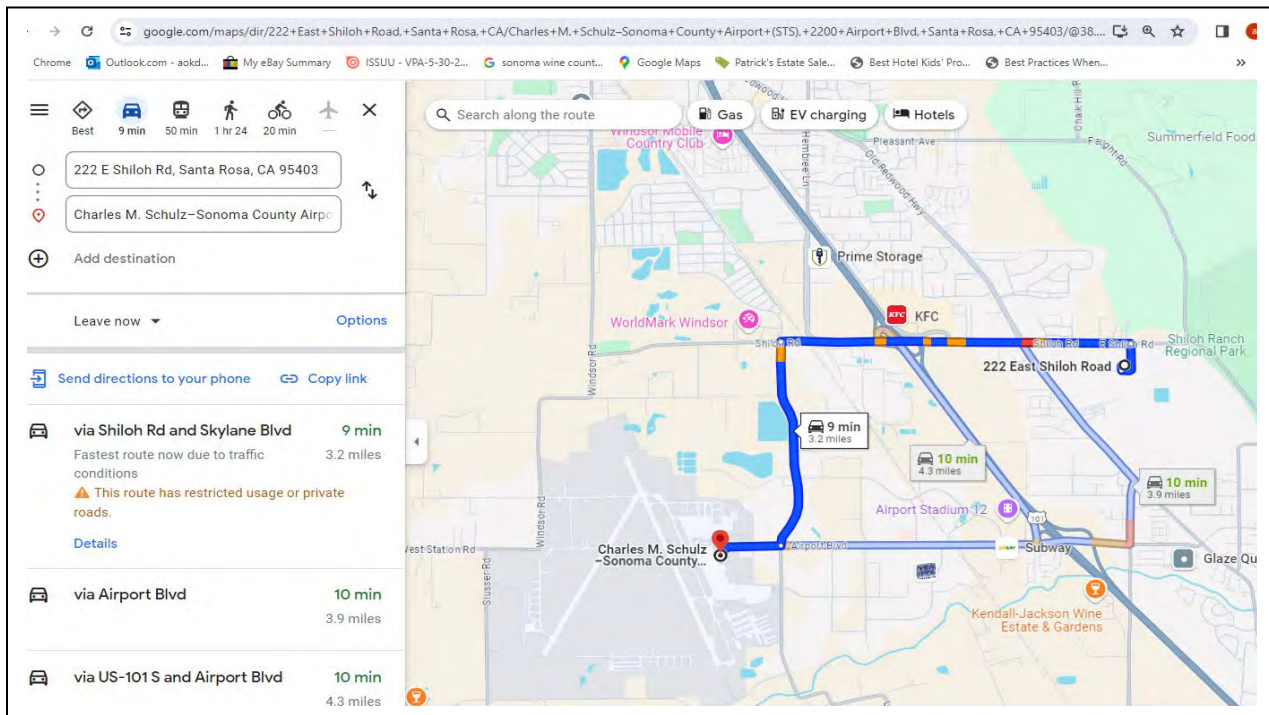 google.com/maps/dir/222+East+Shiloh+Road,+Santa+Rosa,+CA/Charles+M.+Schulz–Sonoma+County+Airport+(STS),+2200+Airport+Blvd,+Santa+Rosa,+CA+95403/@38....
Chrome
Outlook.com - aokd...
My eBay Summary
ISSUU - VPA-5-30-2...
sonoma wine count...
Google Maps
Patrick's Estate Sale...
Best Hotel Kids' Pro...
Best Practices When...
»
Best
9 min
50 min
1 hr 24
20 min
—
222 E Shiloh Rd, Santa Rosa, CA 95403
Charles M. Schulz–Sonoma County Airpo
Add destination
Leave now
Options
Send directions to your phone
Copy link
via Shiloh Rd and Skylane Blvd
9 min
Fastest route now due to traffic
3.2 miles
conditions
This route has restricted usage or private
roads.
Details
via Airport Blvd
10 min
3.9 miles
via US-101 S and Airport Blvd
10 min
4.3 miles
Search along the route
Gas
EV charging
Hotels
Windsor Mobile
Country Club
Hembree Ln
Pleasant Ave
Old Redwood Hwy
Faught Rd
Chalk Hill Rd
Summerfield Food
Prime Storage
KFC
KFC
WorldMark Windsor
Windsor Rd
Shiloh Rd
Shiloh Rd
E Shiloh Rd
Shiloh Ranch
Regional Park
222 East Shiloh Road
9 min
3.2 miles
10 min
4.3 miles
10 min
3.9 miles
Airport Stadium 12
101
Windsor Rd
West Station Rd
Slusser Rd
Charles M. Schulz
–Sonoma County...
Airport Blvd
Subway
Glaze Qu
Kendall-Jackson Wine
Estate & Gardens